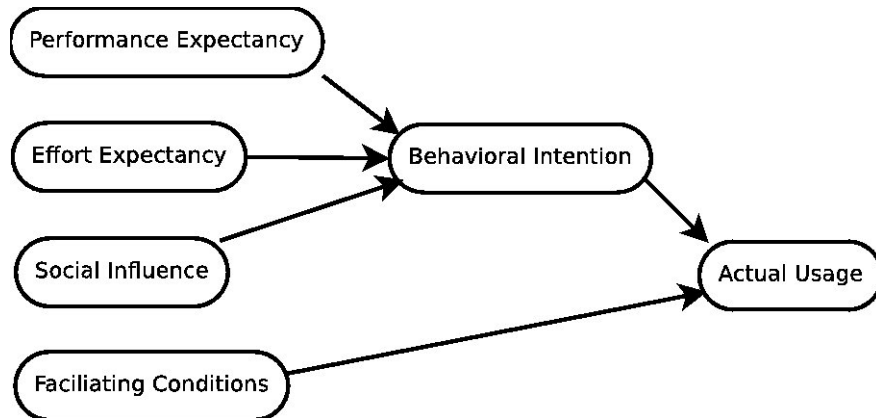 Performance Expectancy
Effort Expectancy
Behavioral Intention
Social Influence
Actual Usage
Faciliating Conditions